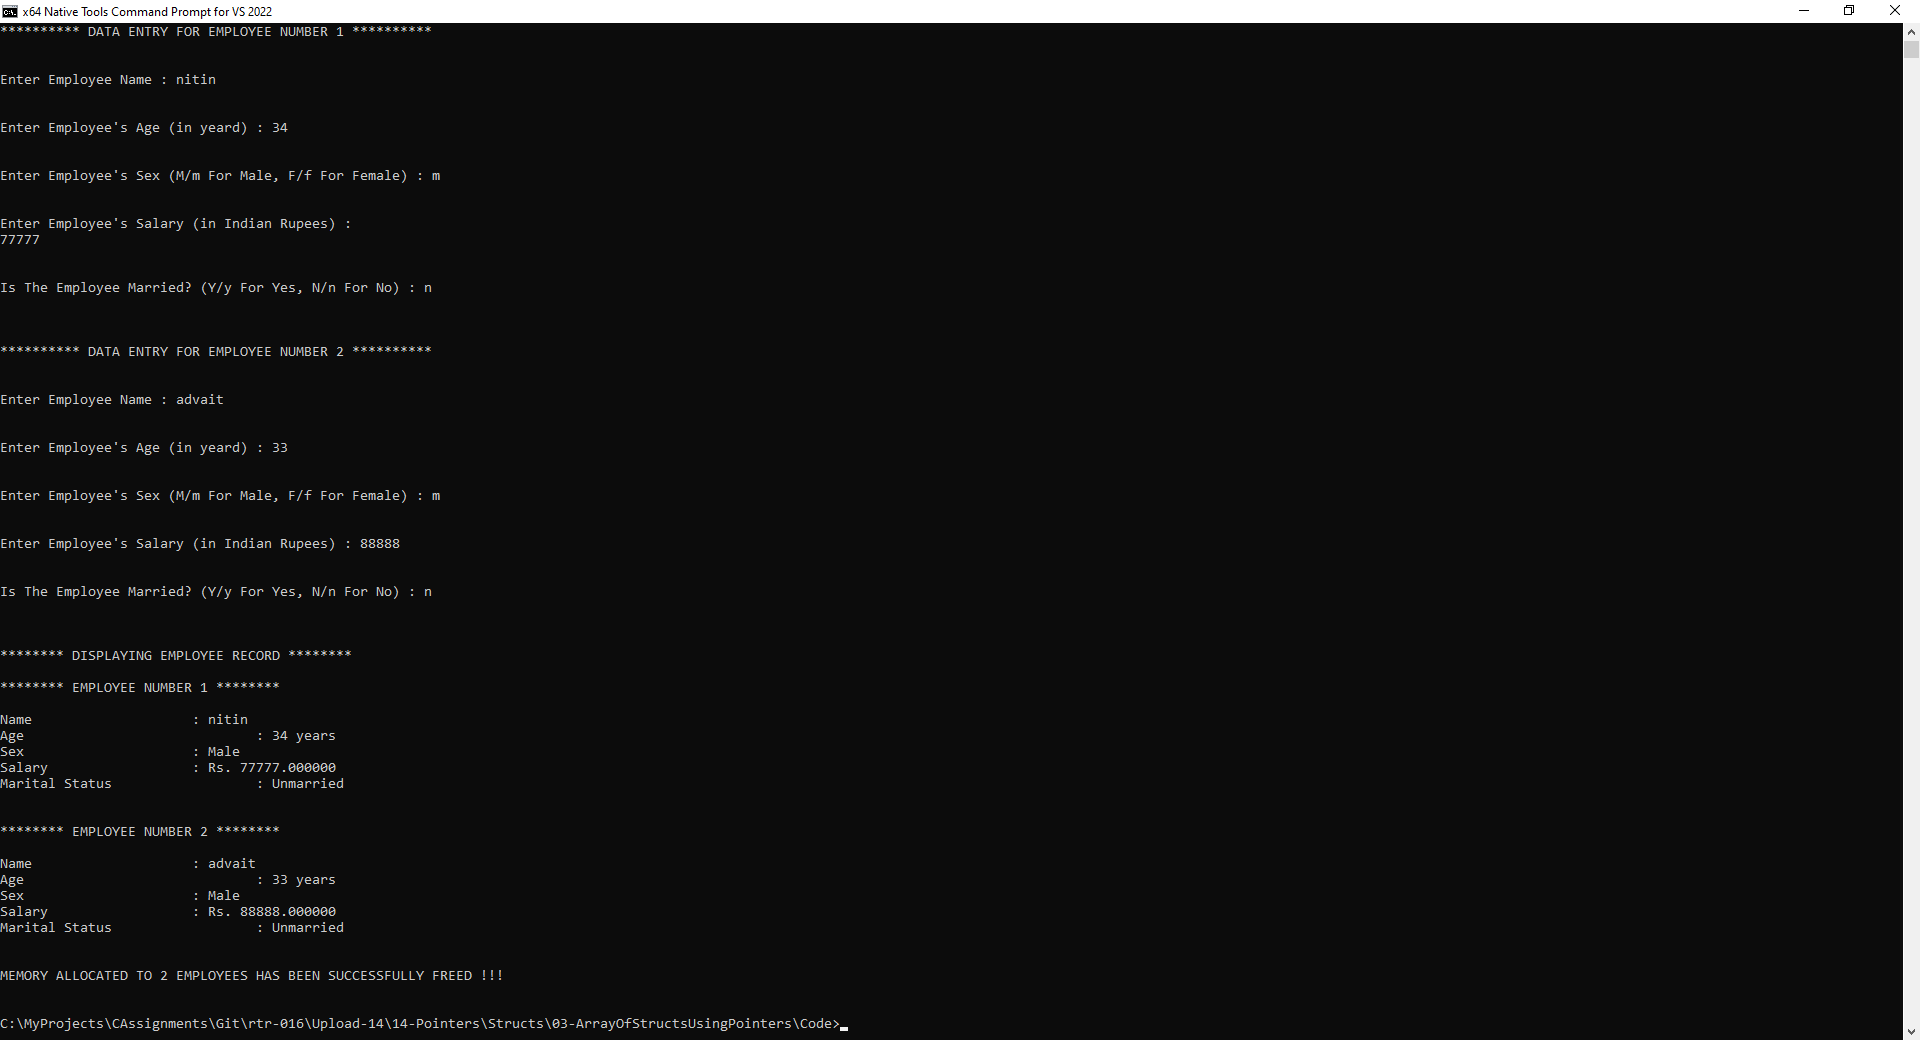 x64 Native Tools Command Prompt for VS 2022
********** DATA ENTRY FOR EMPLOYEE NUMBER 1 **********
Enter Employee Name : nitin
Enter Employee's Age (in yeard) : 34
Enter Employee's Sex (M/m For Male, F/f For Female) : m
Enter Employee's Salary (in Indian Rupees) :
77777
Is The Employee Married? (Y/y For Yes, N/n For No) : n
********** DATA ENTRY FOR EMPLOYEE NUMBER 2 **********
Enter Employee Name : advait
Enter Employee's Age (in yeard) : 33
Enter Employee's Sex (M/m For Male, F/f For Female) : m
Enter Employee's Salary (in Indian Rupees) : 88888
Is The Employee Married? (Y/y For Yes, N/n For No) : n
******** DISPLAYING EMPLOYEE RECORD ********
******** EMPLOYEE NUMBER 1 ********
Name                    : nitin
Age                             : 34 years
Sex                     : Male
Salary                  : Rs. 77777.000000
Marital Status                  : Unmarried
******** EMPLOYEE NUMBER 2 ********
Name                    : advait
Age                             : 33 years
Sex                     : Male
Salary                  : Rs. 88888.000000
Marital Status                  : Unmarried
MEMORY ALLOCATED TO 2 EMPLOYEES HAS BEEN SUCCESSFULLY FREED !!!
C:\MyProjects\CAssignments\Git\rtr-016\Upload-14\14-Pointers\Structs\03-ArrayOfStructsUsingPointers\Code>